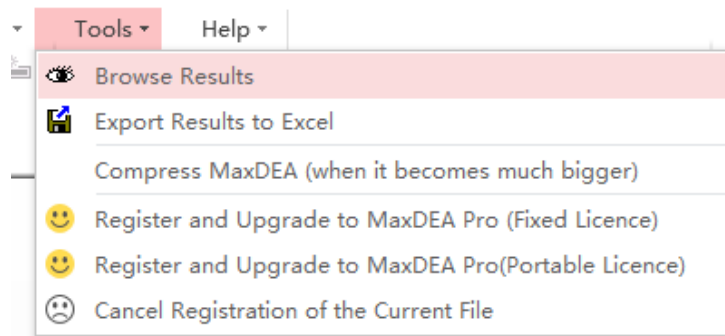 Tools Help
Browse Results
Export Results to Excel
Compress MaxDEA (when it becomes much bigger)
Register and Upgrade to MaxDEA Pro (Fixed Licence)
Register and Upgrade to MaxDEA Pro(Portable Licence)
Cancel Registration of the Current File